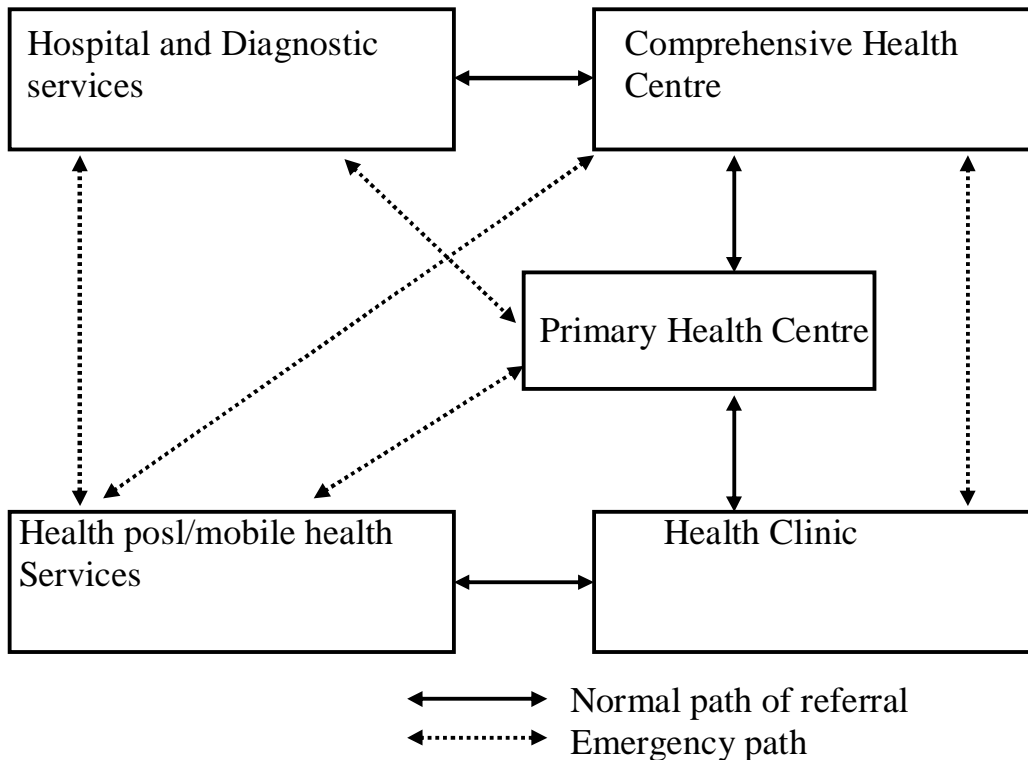 Hospital and Diagnostic
services
Comprehensive Health
Centre
Primary Health Centre
Health posl/mobile health
Services
Health Clinic
Normal path of referral
Emergency path